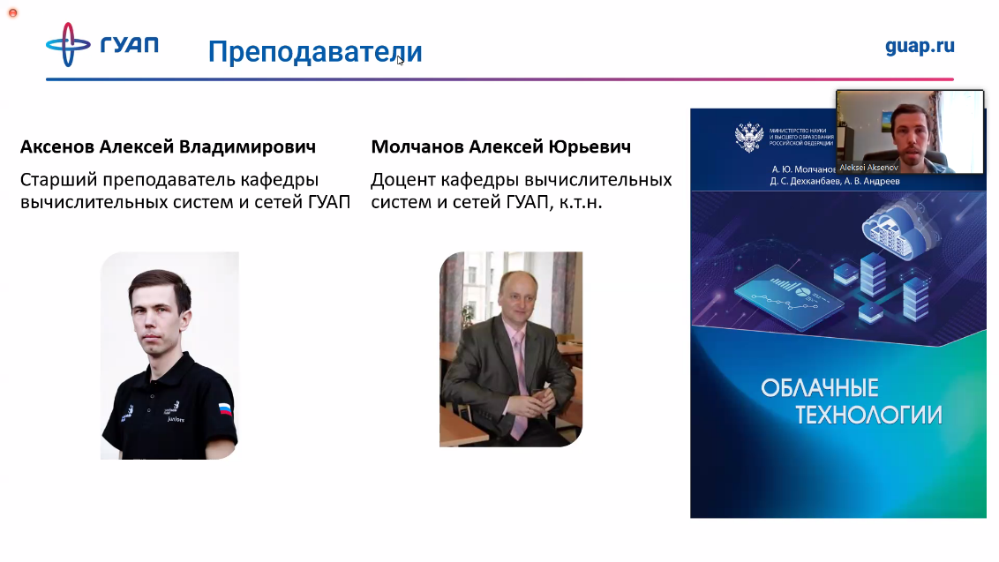 ГУАП
Преподаватели
guap.ru
Аксенов Алексей Владимирович
Старший преподаватель кафедры
вычислительных систем и сетей ГУАП
Молчанов Алексей Юрьевич
Доцент кафедры вычислительных
систем и сетей ГУАП, к.т.н.
МИНИСТЕРСТВО НАУКИ
И ВЫСШЕГО ОБРАЗОВАНИЯ
РОССИЙСКОЙ ФЕДЕРАЦИИ
Aleksei Aksenov
А. Ю. Молчанов
Д. С. Дехканбаев, А. В. Андреев
ОБЛАЧНЫЕ
ТЕХНОЛОГИИ
juniors